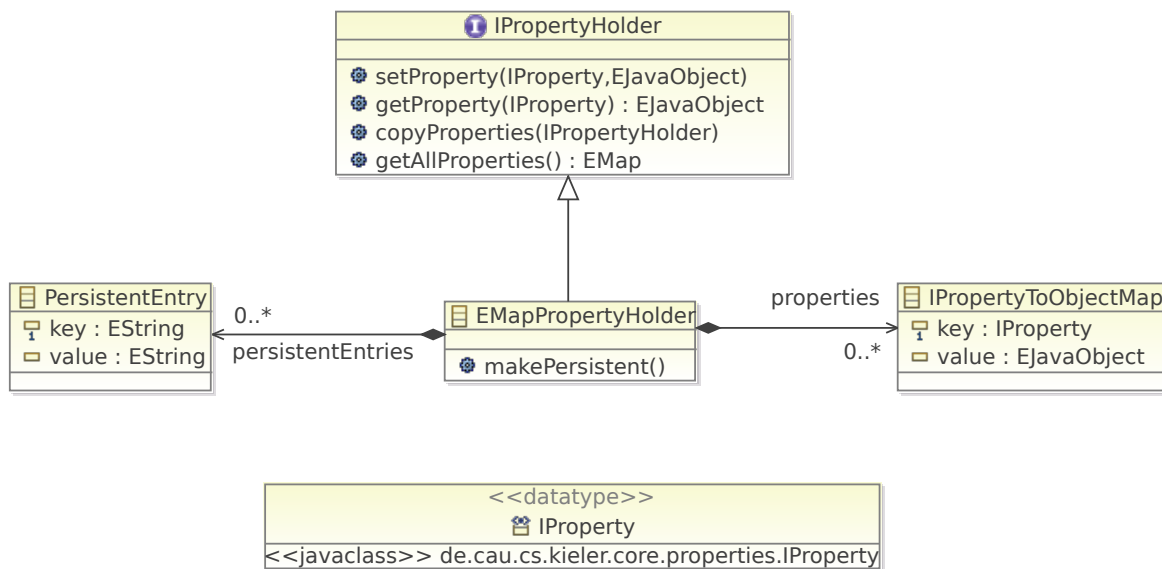 IPropertyHolder
setProperty(IProperty,EJavaObject)
getProperty(IProperty) : EJavaObject
copyProperties(IPropertyHolder)
getAllProperties() : EMap
PersistentEntry
key : EString
value : EString
0..*
persistentEntries
EMapPropertyHolder
makePersistent()
properties
0..*
IPropertyToObjectMap
key : IProperty
value : EJavaObject
<<datatype>>
IProperty
<<javaclass>> de.cau.cs.kieler.core.properties.IProperty